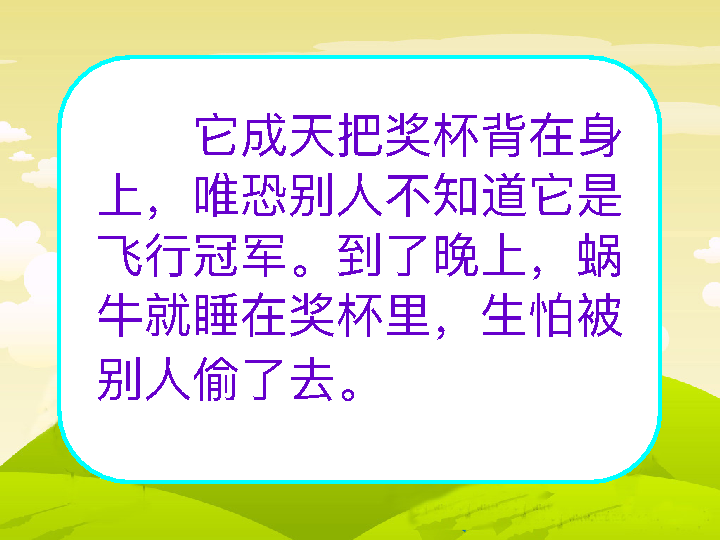 它成天把奖杯背在身
上，唯恐别人不知道它是
飞行冠军。到了晚上，蜗
牛就睡在奖杯里，生怕被
别人偷了去。